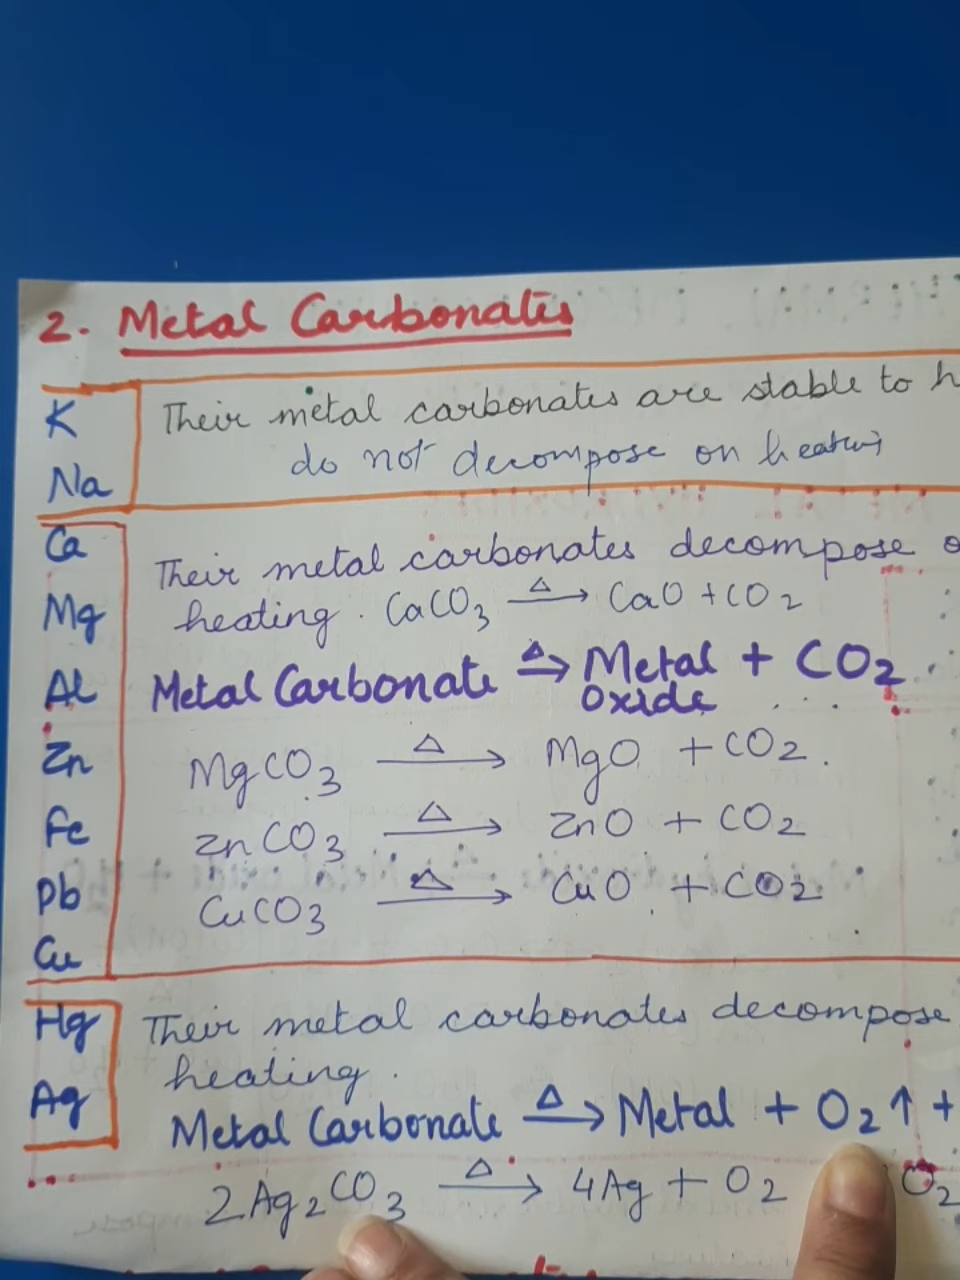 2. Metal Carbonates
K
Na
Their metal carbonates are stable to h
do not decompose on heating
Ca
Mg
Al
Zn
Fe
Pb
Cu
Their metal carbonates decompose o
heating. CaCO3 Δ→ CaO + CO2
Metal Carbonate Δ→ Metal + CO2
Oxide
MgCO3 Δ→ MgO + CO2.
ZnCO3 Δ→ ZnO + CO2
CuCO3 Δ→ CuO + CO2
Hg
Ag
Their metal carbonates decompose
heating.
Metal Carbonate Δ→ Metal + O2↑ +
2Ag2CO3 Δ→ 4Ag + O2 O2